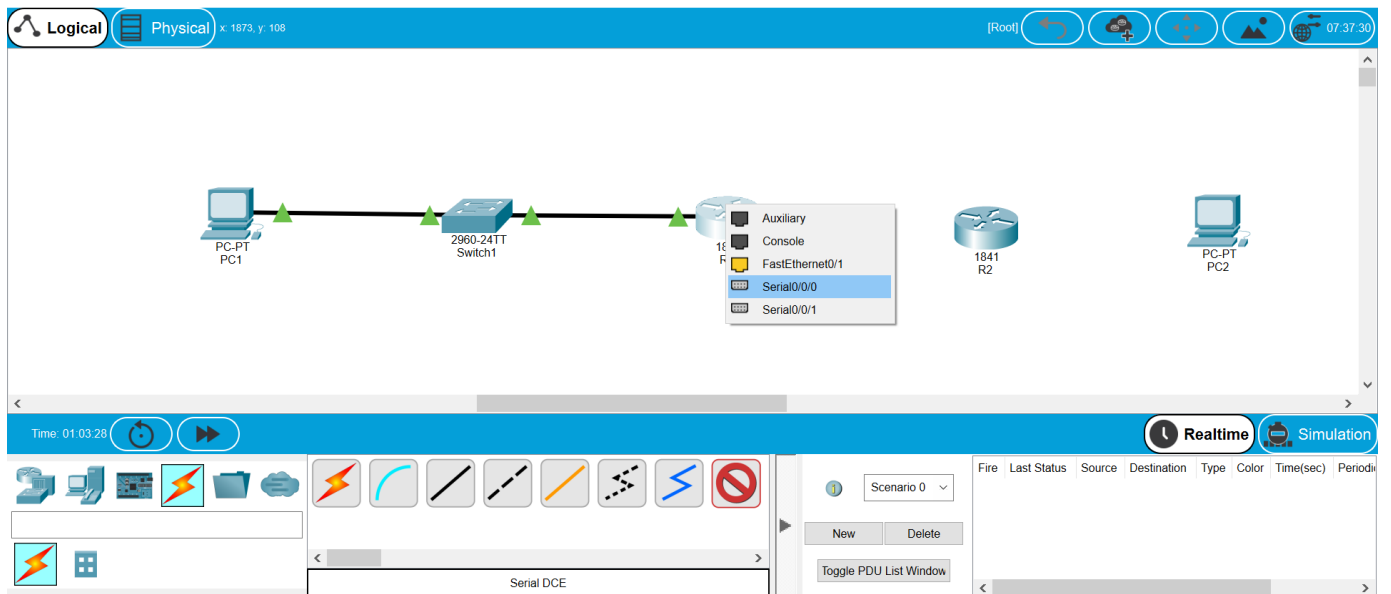 Logical
Physical x: 1873, y: 108
[Root]
07:37:30
PC-PT
PC1
2960-24TT
Switch1
Auxiliary
Console
FastEthernet0/1
Serial0/0/0
Serial0/0/1
1841
R2
PC-PT
PC2
Time: 01:03:28
Realtime
Simulation
Serial DCE
Scenario 0
New Delete
Toggle PDU List Window
Fire Last Status Source Destination Type Color Time(sec)